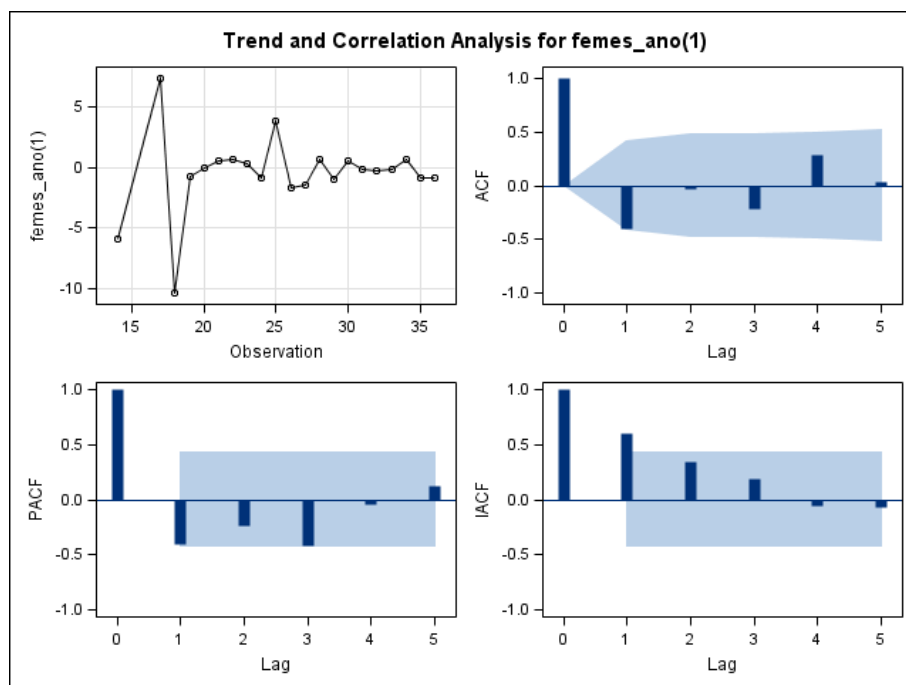 Trend and Correlation Analysis for femes_ano(1)
femes_ano(1)
5
0
-5
-10
15 20 25 30 35
Observation
ACF
1.0
0.5
0.0
-0.5
-1.0
0 1 2 3 4 5
Lag
PACF
1.0
0.5
0.0
-0.5
-1.0
0 1 2 3 4 5
Lag
IACF
1.0
0.5
0.0
-0.5
-1.0
0 1 2 3 4 5
Lag